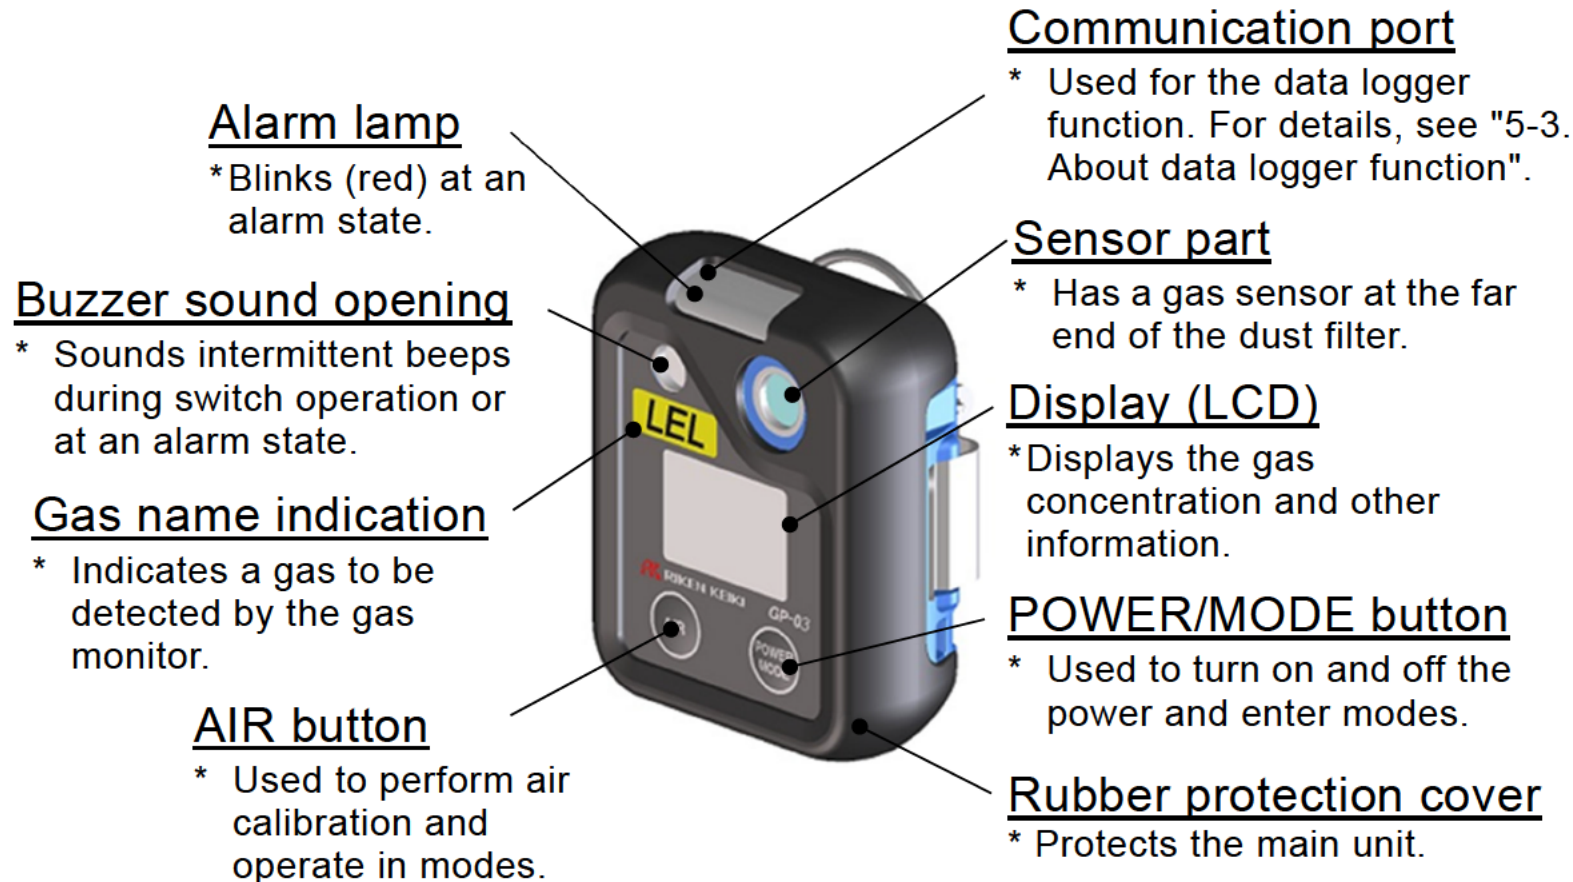 Communication port
* Used for the data logger
function. For details, see "5-3.
About data logger function".
Alarm lamp
* Blinks (red) at an
alarm state.
Sensor part
* Has a gas sensor at the far
end of the dust filter.
Buzzer sound opening
* Sounds intermittent beeps
during switch operation or
at an alarm state.
Display (LCD)
* Displays the gas
concentration and other
information.
Gas name indication
* Indicates a gas to be
detected by the gas
monitor.
POWER/MODE button
* Used to turn on and off the
power and enter modes.
AIR button
* Used to perform air
calibration and
operate in modes.
Rubber protection cover
* Protects the main unit.
LEL
RIKEN KEIKI
GP-03
POWER
MODE